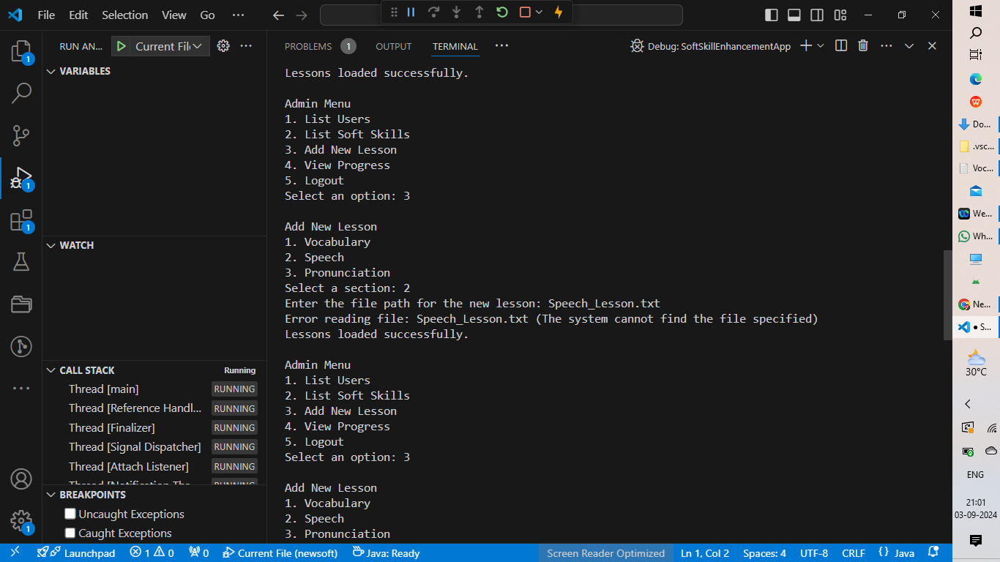 File Edit Selection View Go ···
RUN AN... Current Fil
VARIABLES
WATCH
CALL STACK Running
Thread [main] RUNNING
Thread [Reference Handl... RUNNING
Thread [Finalizer] RUNNING
Thread [Signal Dispatcher] RUNNING
Thread [Attach Listener] RUNNING
BREAKPOINTS
Uncaught Exceptions
Caught Exceptions
1
1
1
1
PROBLEMS 1 OUTPUT TERMINAL ··· Debug: SoftSkillEnhancementApp
Lessons loaded successfully.
Admin Menu
1. List Users
2. List Soft Skills
3. Add New Lesson
4. View Progress
5. Logout
Select an option: 3
Add New Lesson
1. Vocabulary
2. Speech
3. Pronunciation
Select a section: 2
Enter the file path for the new lesson: Speech_Lesson.txt
Error reading file: Speech_Lesson.txt (The system cannot find the file specified)
Lessons loaded successfully.
Admin Menu
1. List Users
2. List Soft Skills
3. Add New Lesson
4. View Progress
5. Logout
Select an option: 3
Add New Lesson
1. Vocabulary
2. Speech
3. Pronunciation
Launchpad 1 0 0 Current File (newsoft) Java: Ready Screen Reader Optimized Ln 1, Col 2 Spaces: 4 UTF-8 CRLF {} Java
Do...
.vsc...
Voc...
We...
Wh...
Ne...
S...
30°C
ENG
21:01
03-09-2024